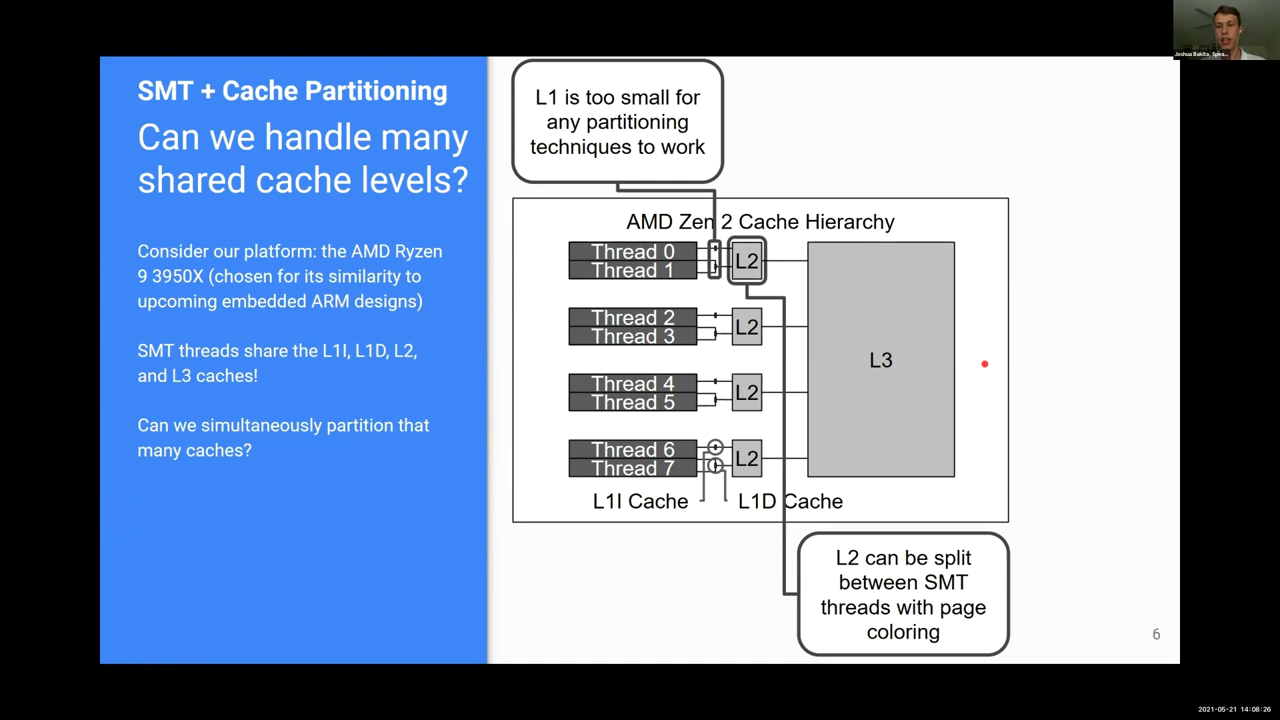 Joshua Bakita, Spea...
SMT + Cache Partitioning
Can we handle many
shared cache levels?
Consider our platform: the AMD Ryzen
9 3950X (chosen for its similarity to
upcoming embedded ARM designs)
SMT threads share the L1I, L1D, L2,
and L3 caches!
Can we simultaneously partition that
many caches?
L1 is too small for
any partitioning
techniques to work
AMD Zen 2 Cache Hierarchy
Thread 0
Thread 1
L2
Thread 2
Thread 3
L2
Thread 4
Thread 5
L2
Thread 6
Thread 7
L2
L3
L1I Cache
L1D Cache
L2 can be split
between SMT
threads with page
coloring
6
2021-05-21 14:08:26